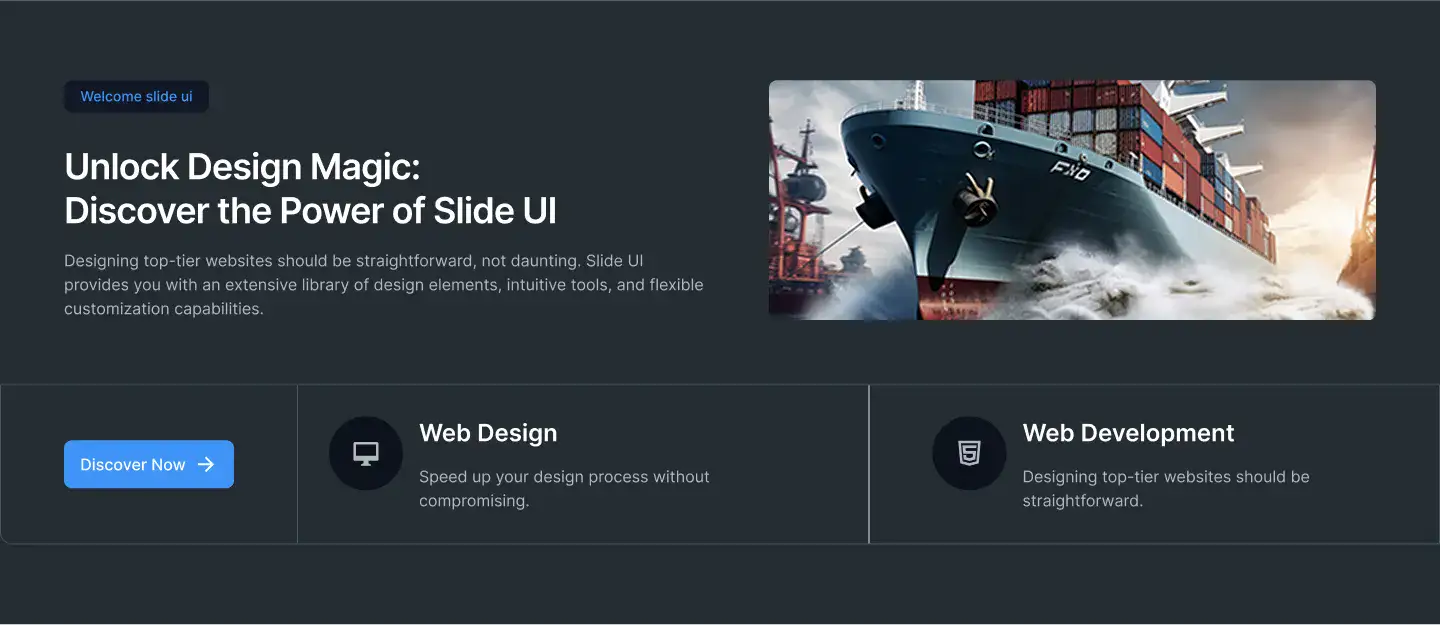 Welcome slide ui
Unlock Design Magic:
Discover the Power of Slide UI
Designing top-tier websites should be straightforward, not daunting. Slide UI
provides you with an extensive library of design elements, intuitive tools, and flexible
customization capabilities.
Discover Now
Web Design
Speed up your design process without
compromising.
Web Development
Designing top-tier websites should be
straightforward.